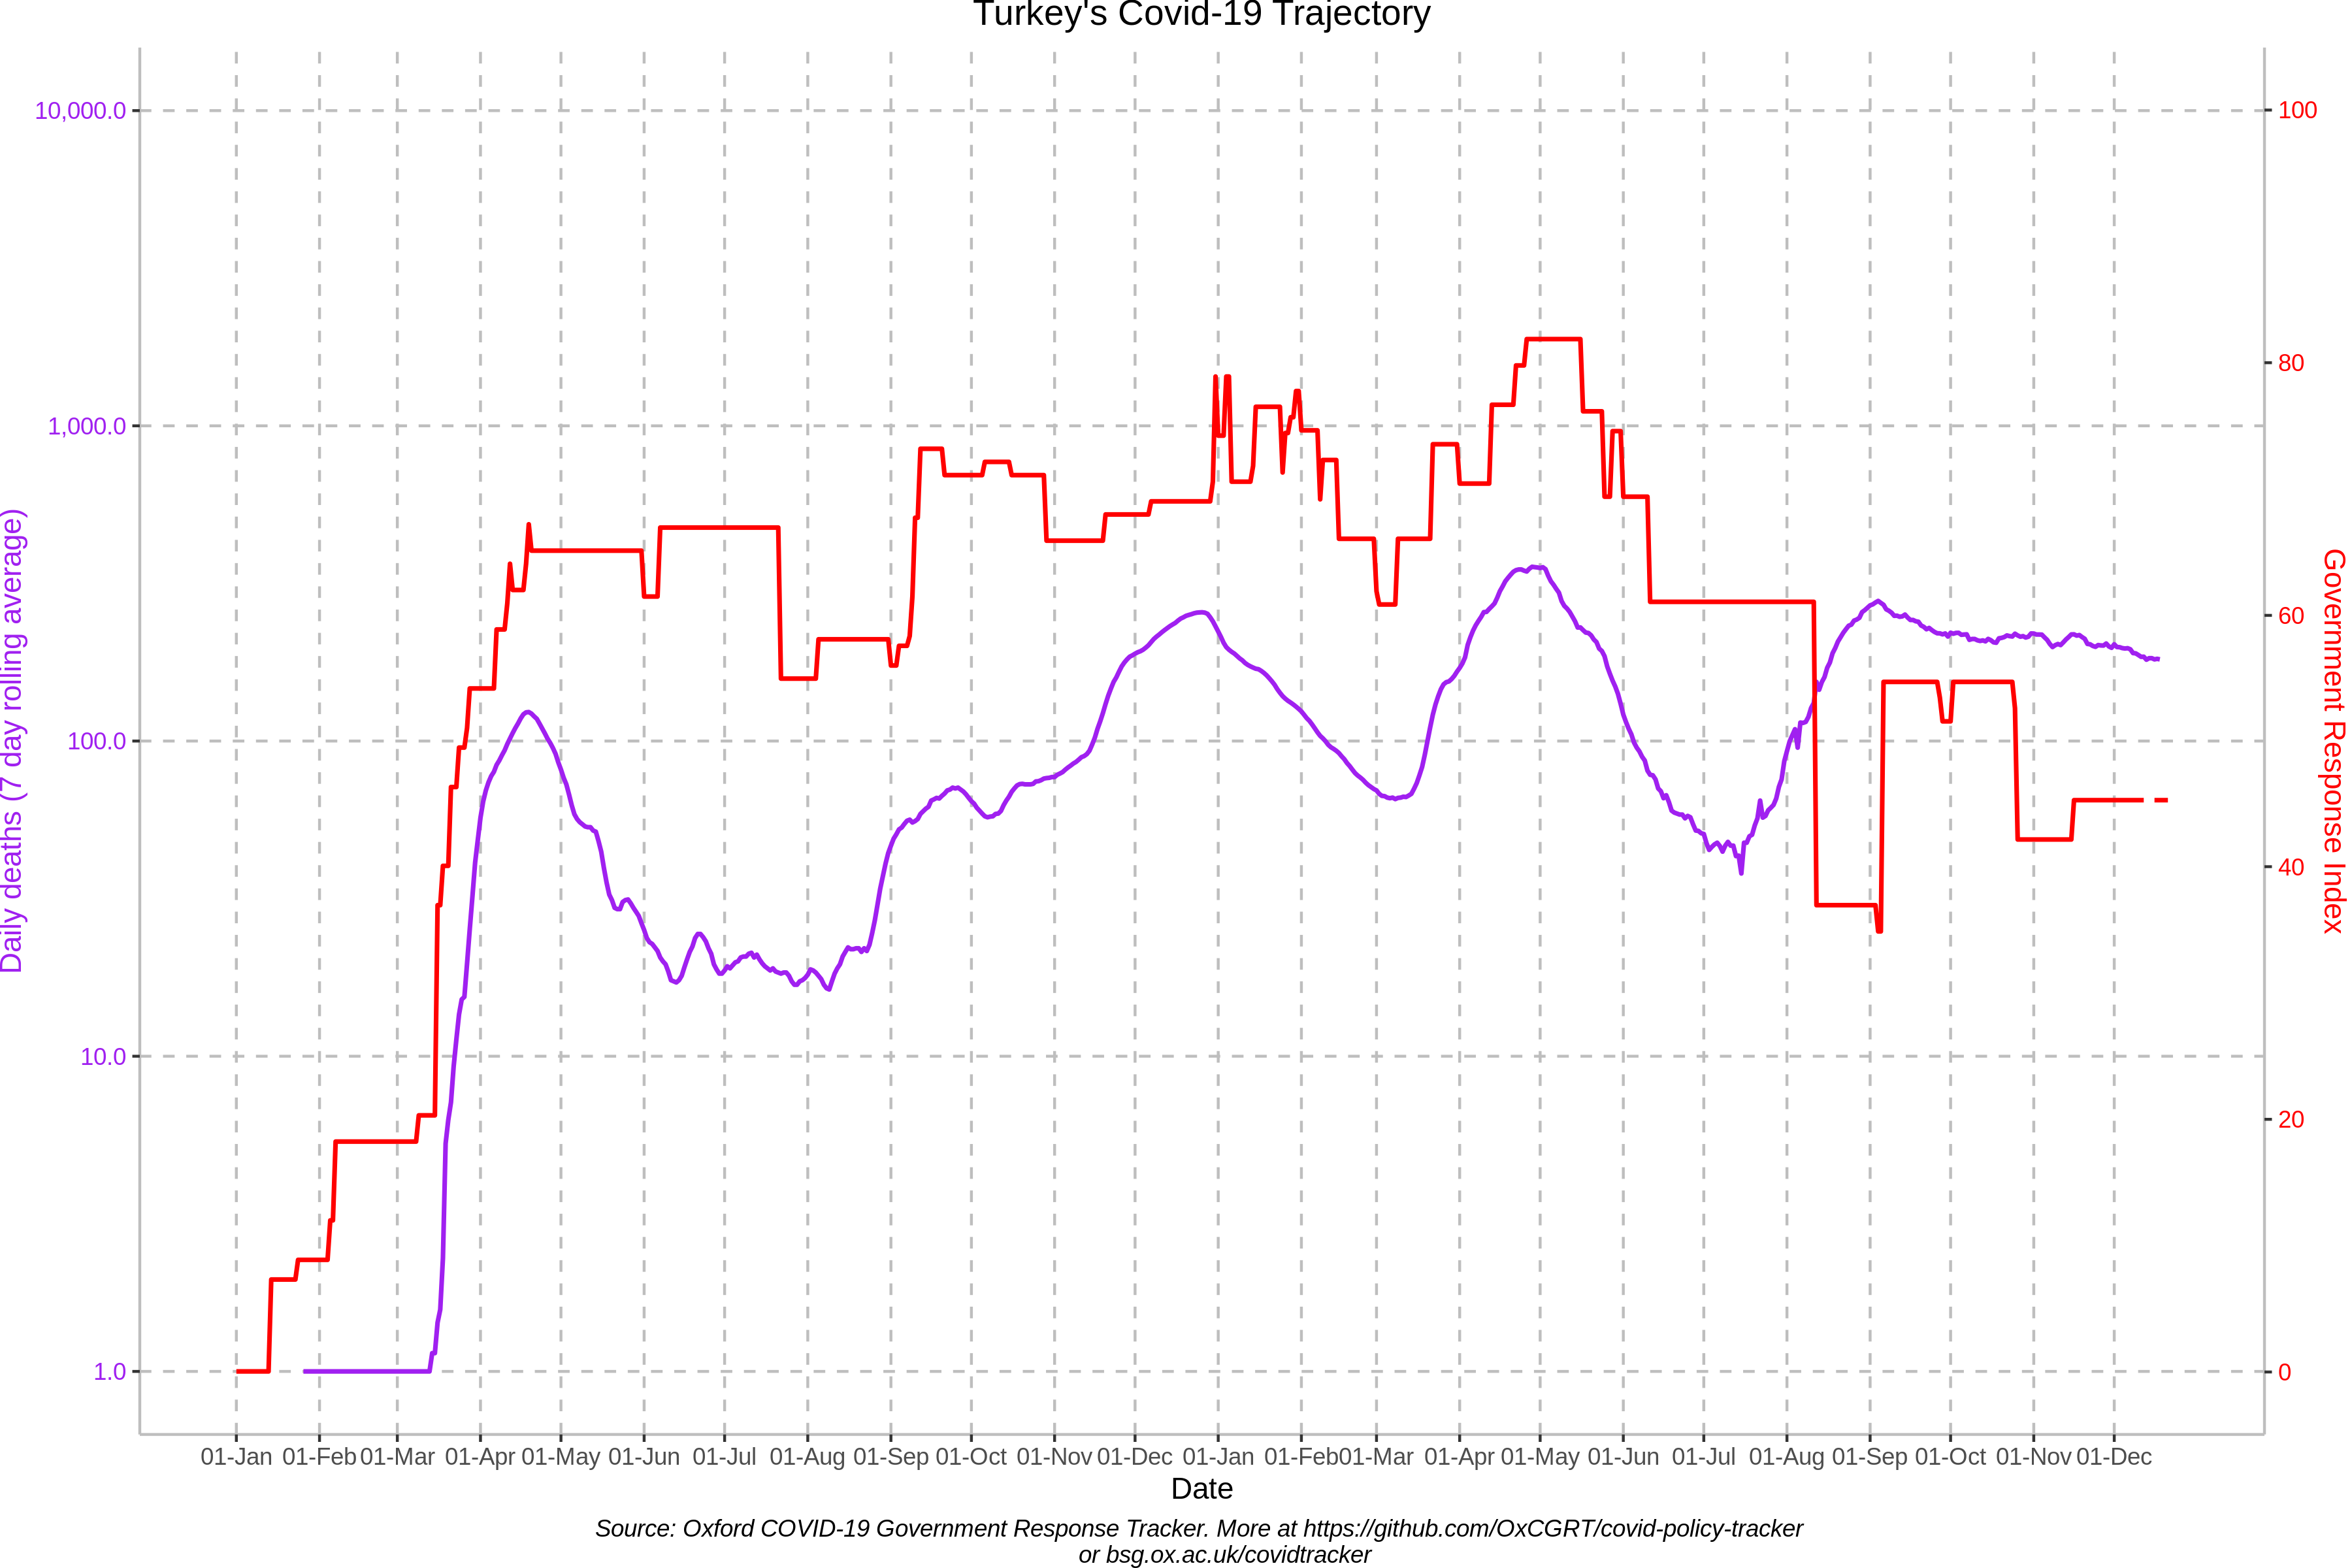 Turkey's Covid-19 Trajectory
10,000.0
1,000.0
100.0
10.0
1.0
Daily deaths (7 day rolling average)
100
80
60
40
20
0
Government Response Index
01-Jan 01-Feb 01-Mar 01-Apr 01-May 01-Jun 01-Jul 01-Aug 01-Sep 01-Oct 01-Nov 01-Dec 01-Jan 01-Feb 01-Mar 01-Apr 01-May 01-Jun 01-Jul 01-Aug 01-Sep 01-Oct 01-Nov 01-Dec
Date
Source: Oxford COVID-19 Government Response Tracker. More at https://github.com/OxCGRT/covid-policy-tracker
or bsg.ox.ac.uk/covidtracker